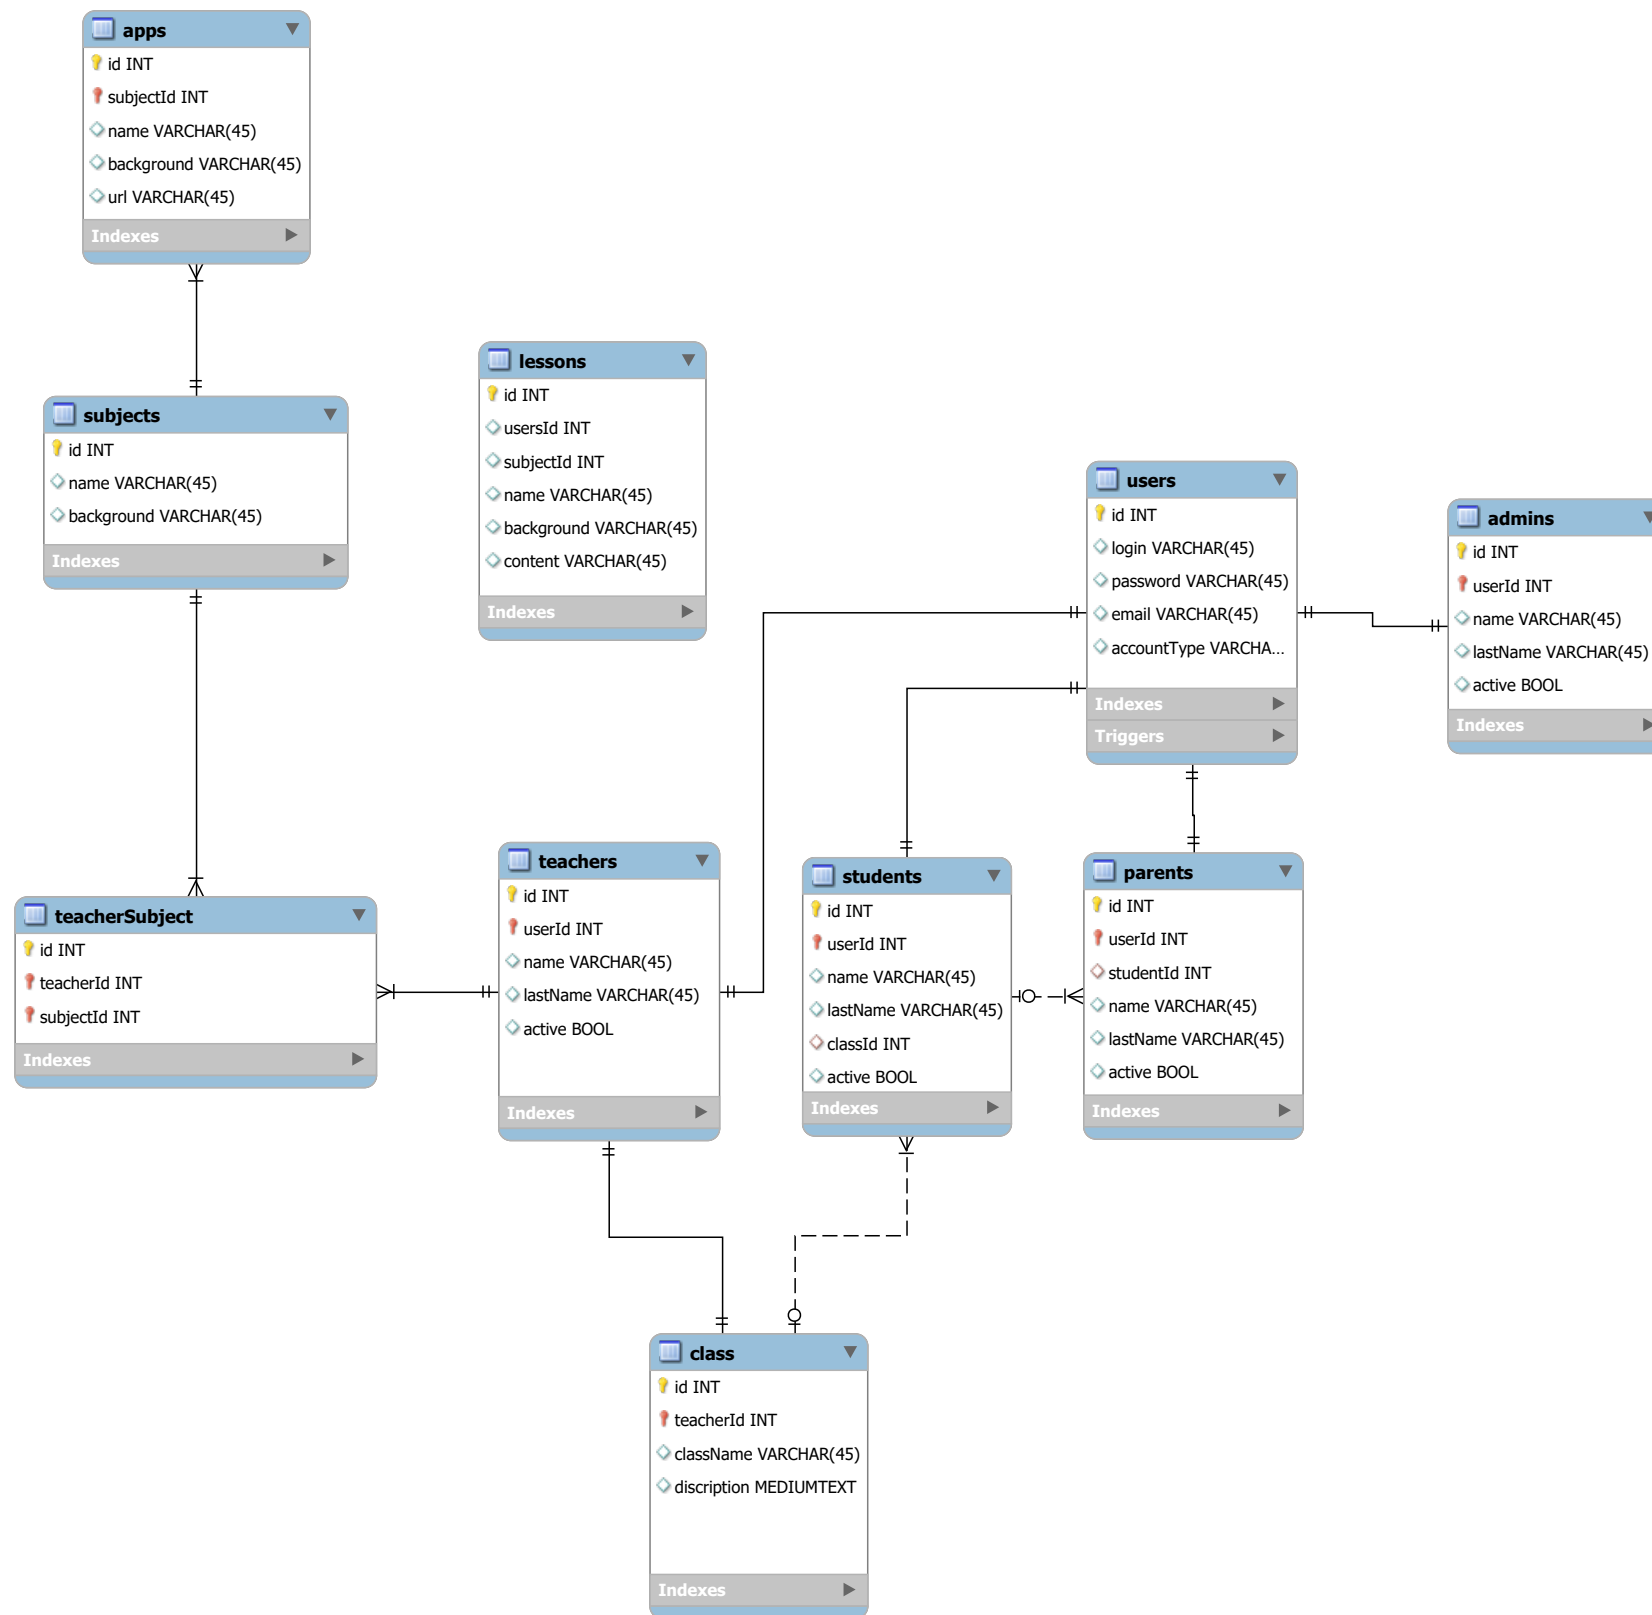 apps
id INT
subjectId INT
name VARCHAR(45)
background VARCHAR(45)
url VARCHAR(45)
Indexes
lessons
id INT
usersId INT
subjectId INT
name VARCHAR(45)
background VARCHAR(45)
content VARCHAR(45)
Indexes
subjects
id INT
name VARCHAR(45)
background VARCHAR(45)
Indexes
users
id INT
login VARCHAR(45)
password VARCHAR(45)
email VARCHAR(45)
accountType VARCHA...
Indexes
Triggers
admins
id INT
userId INT
name VARCHAR(45)
lastName VARCHAR(45)
active BOOL
Indexes
teacherSubject
id INT
teacherId INT
subjectId INT
Indexes
teachers
id INT
userId INT
name VARCHAR(45)
lastName VARCHAR(45)
active BOOL
Indexes
students
id INT
userId INT
name VARCHAR(45)
lastName VARCHAR(45)
classId INT
active BOOL
Indexes
parents
id INT
userId INT
studentId INT
name VARCHAR(45)
lastName VARCHAR(45)
active BOOL
Indexes
class
id INT
teacherId INT
className VARCHAR(45)
discription MEDIUMTEXT
Indexes